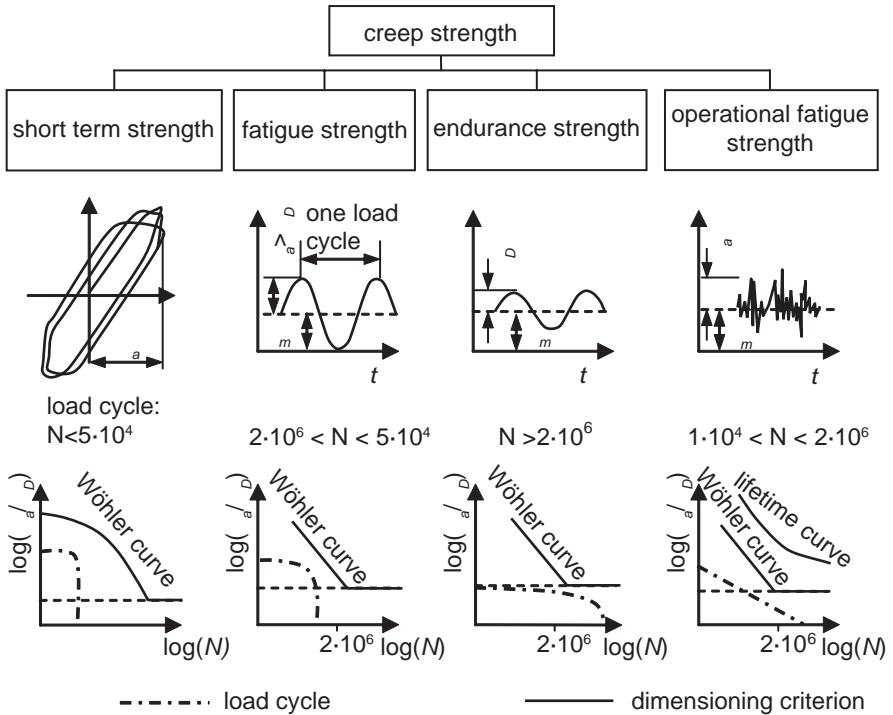 creep strength
short term strength
fatigue strength
endurance strength
operational fatigue
strength
D
^
a
one load
cycle
m
t
D
m
t
a
m
t
a
load cycle:
N<5·10⁴
2·10⁶ < N < 5·10⁴
N >2·10⁶
1·10⁴ < N < 2·10⁶
log( a/ D)
Wöhler curve
log(N)
log( a/ D)
Wöhler curve
2·10⁶ log(N)
log( a/ D)
Wöhler curve
2·10⁶ log(N)
log( a/ D)
lifetime curve
Wöhler curve
2·10⁶ log(N)
load cycle
dimensioning criterion